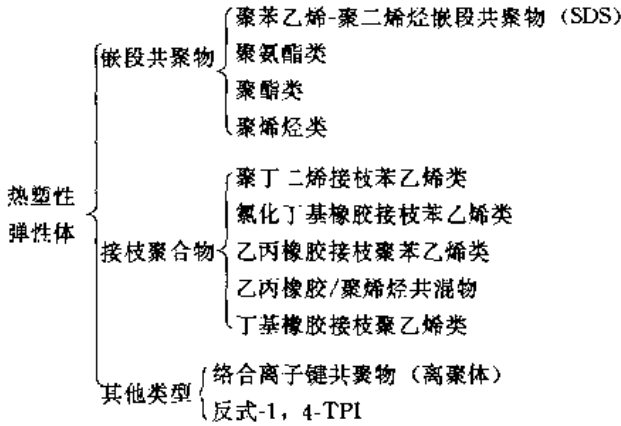 聚苯乙烯-聚二烯烃嵌段共聚物（SDS）
嵌段共聚物
聚氨酯类
聚酯类
聚烯烃类
热塑性
弹性体
聚丁二烯接枝苯乙烯类
氯化丁基橡胶接枝苯乙烯类
接枝聚合物
乙丙橡胶接枝聚苯乙烯类
乙丙橡胶/聚烯烃共混物
丁基橡胶接枝聚乙烯类
其他类型
络合离子键共聚物（离聚体）
反式-1，4-TPI